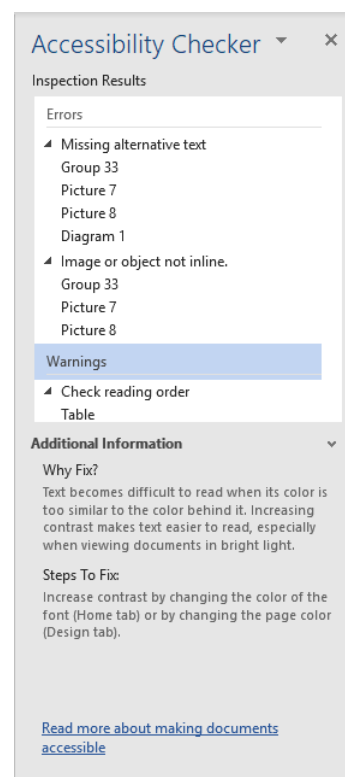 Accessibility Checker
Inspection Results
Errors
Missing alternative text
Group 33
Picture 7
Picture 8
Diagram 1
Image or object not inline.
Group 33
Picture 7
Picture 8
Warnings
Check reading order
Table
Additional Information
Why Fix?
Text becomes difficult to read when its color is
too similar to the color behind it. Increasing
contrast makes text easier to read, especially
when viewing documents in bright light.
Steps To Fix:
Increase contrast by changing the color of the
font (Home tab) or by changing the page color
(Design tab).
Read more about making documents
accessible